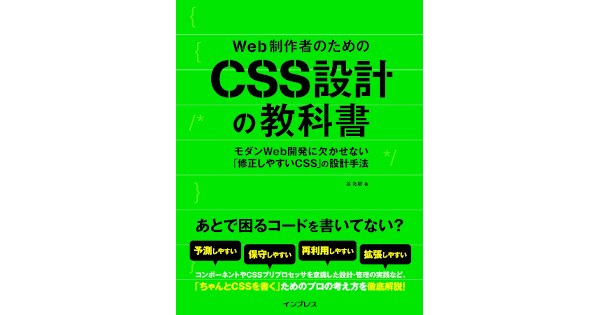 {
{
Web制作者のための
CSS設計
/*
の教科書
モダンWeb開発に欠かせない
「修正しやすいCSS」の設計手法
*/
}
あとで困るコードを書いてない?
予測しやすい
保守しやすい
再利用しやすい
拡張しやすい
}
コンポーネントやCSSプリプロセッサを意識した設計・管理の実践など、
「ちゃんとCSSを書く」ためのプロの考え方を徹底解説!
インプレス